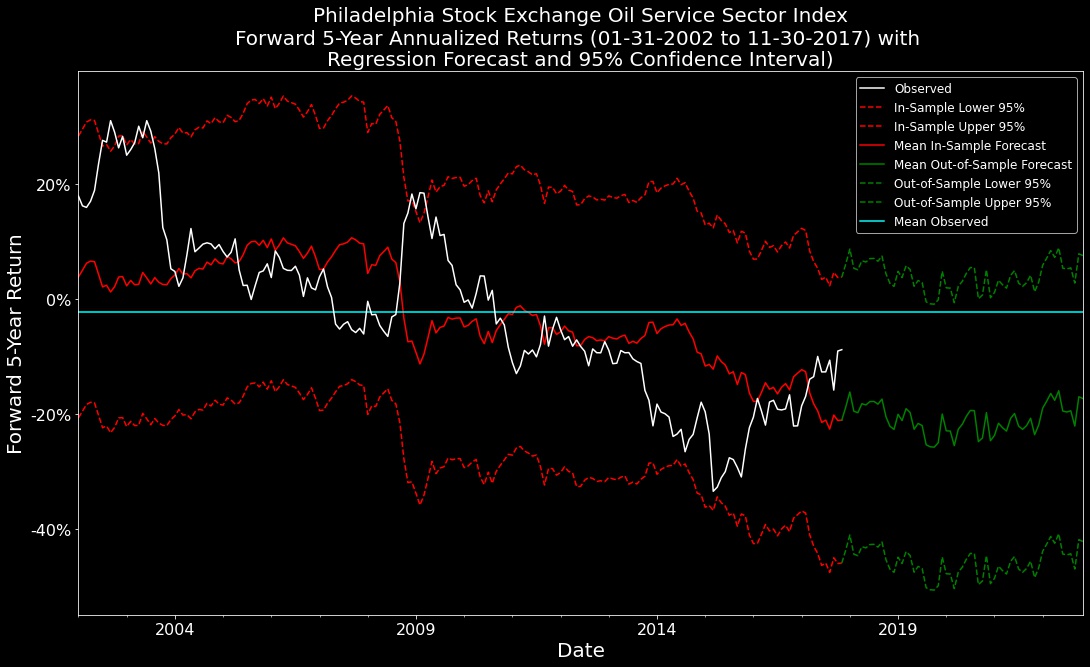 Philadelphia Stock Exchange Oil Service Sector Index
Forward 5-Year Annualized Returns (01-31-2002 to 11-30-2017) with
Regression Forecast and 95% Confidence Interval)
Observed
In-Sample Lower 95%
In-Sample Upper 95%
Mean In-Sample Forecast
Mean Out-of-Sample Forecast
Out-of-Sample Lower 95%
Out-of-Sample Upper 95%
Mean Observed
Forward 5-Year Return
20%
0%
-20%
-40%
2004
2009
2014
2019
Date